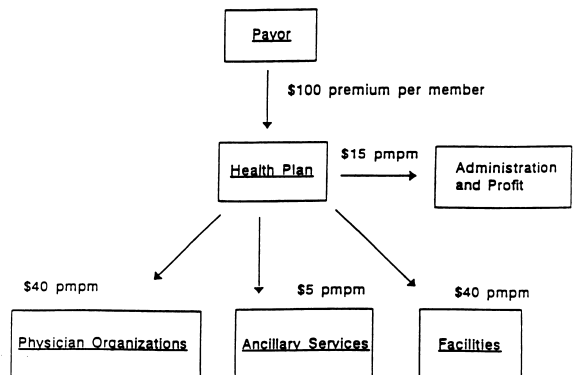 Payor
$100 premium per member
$15 pmpm
Health Plan
Administration
and Profit
$40 pmpm
$5 pmpm
$40 pmpm
Physician Organizations
Ancillary Services
Facilities